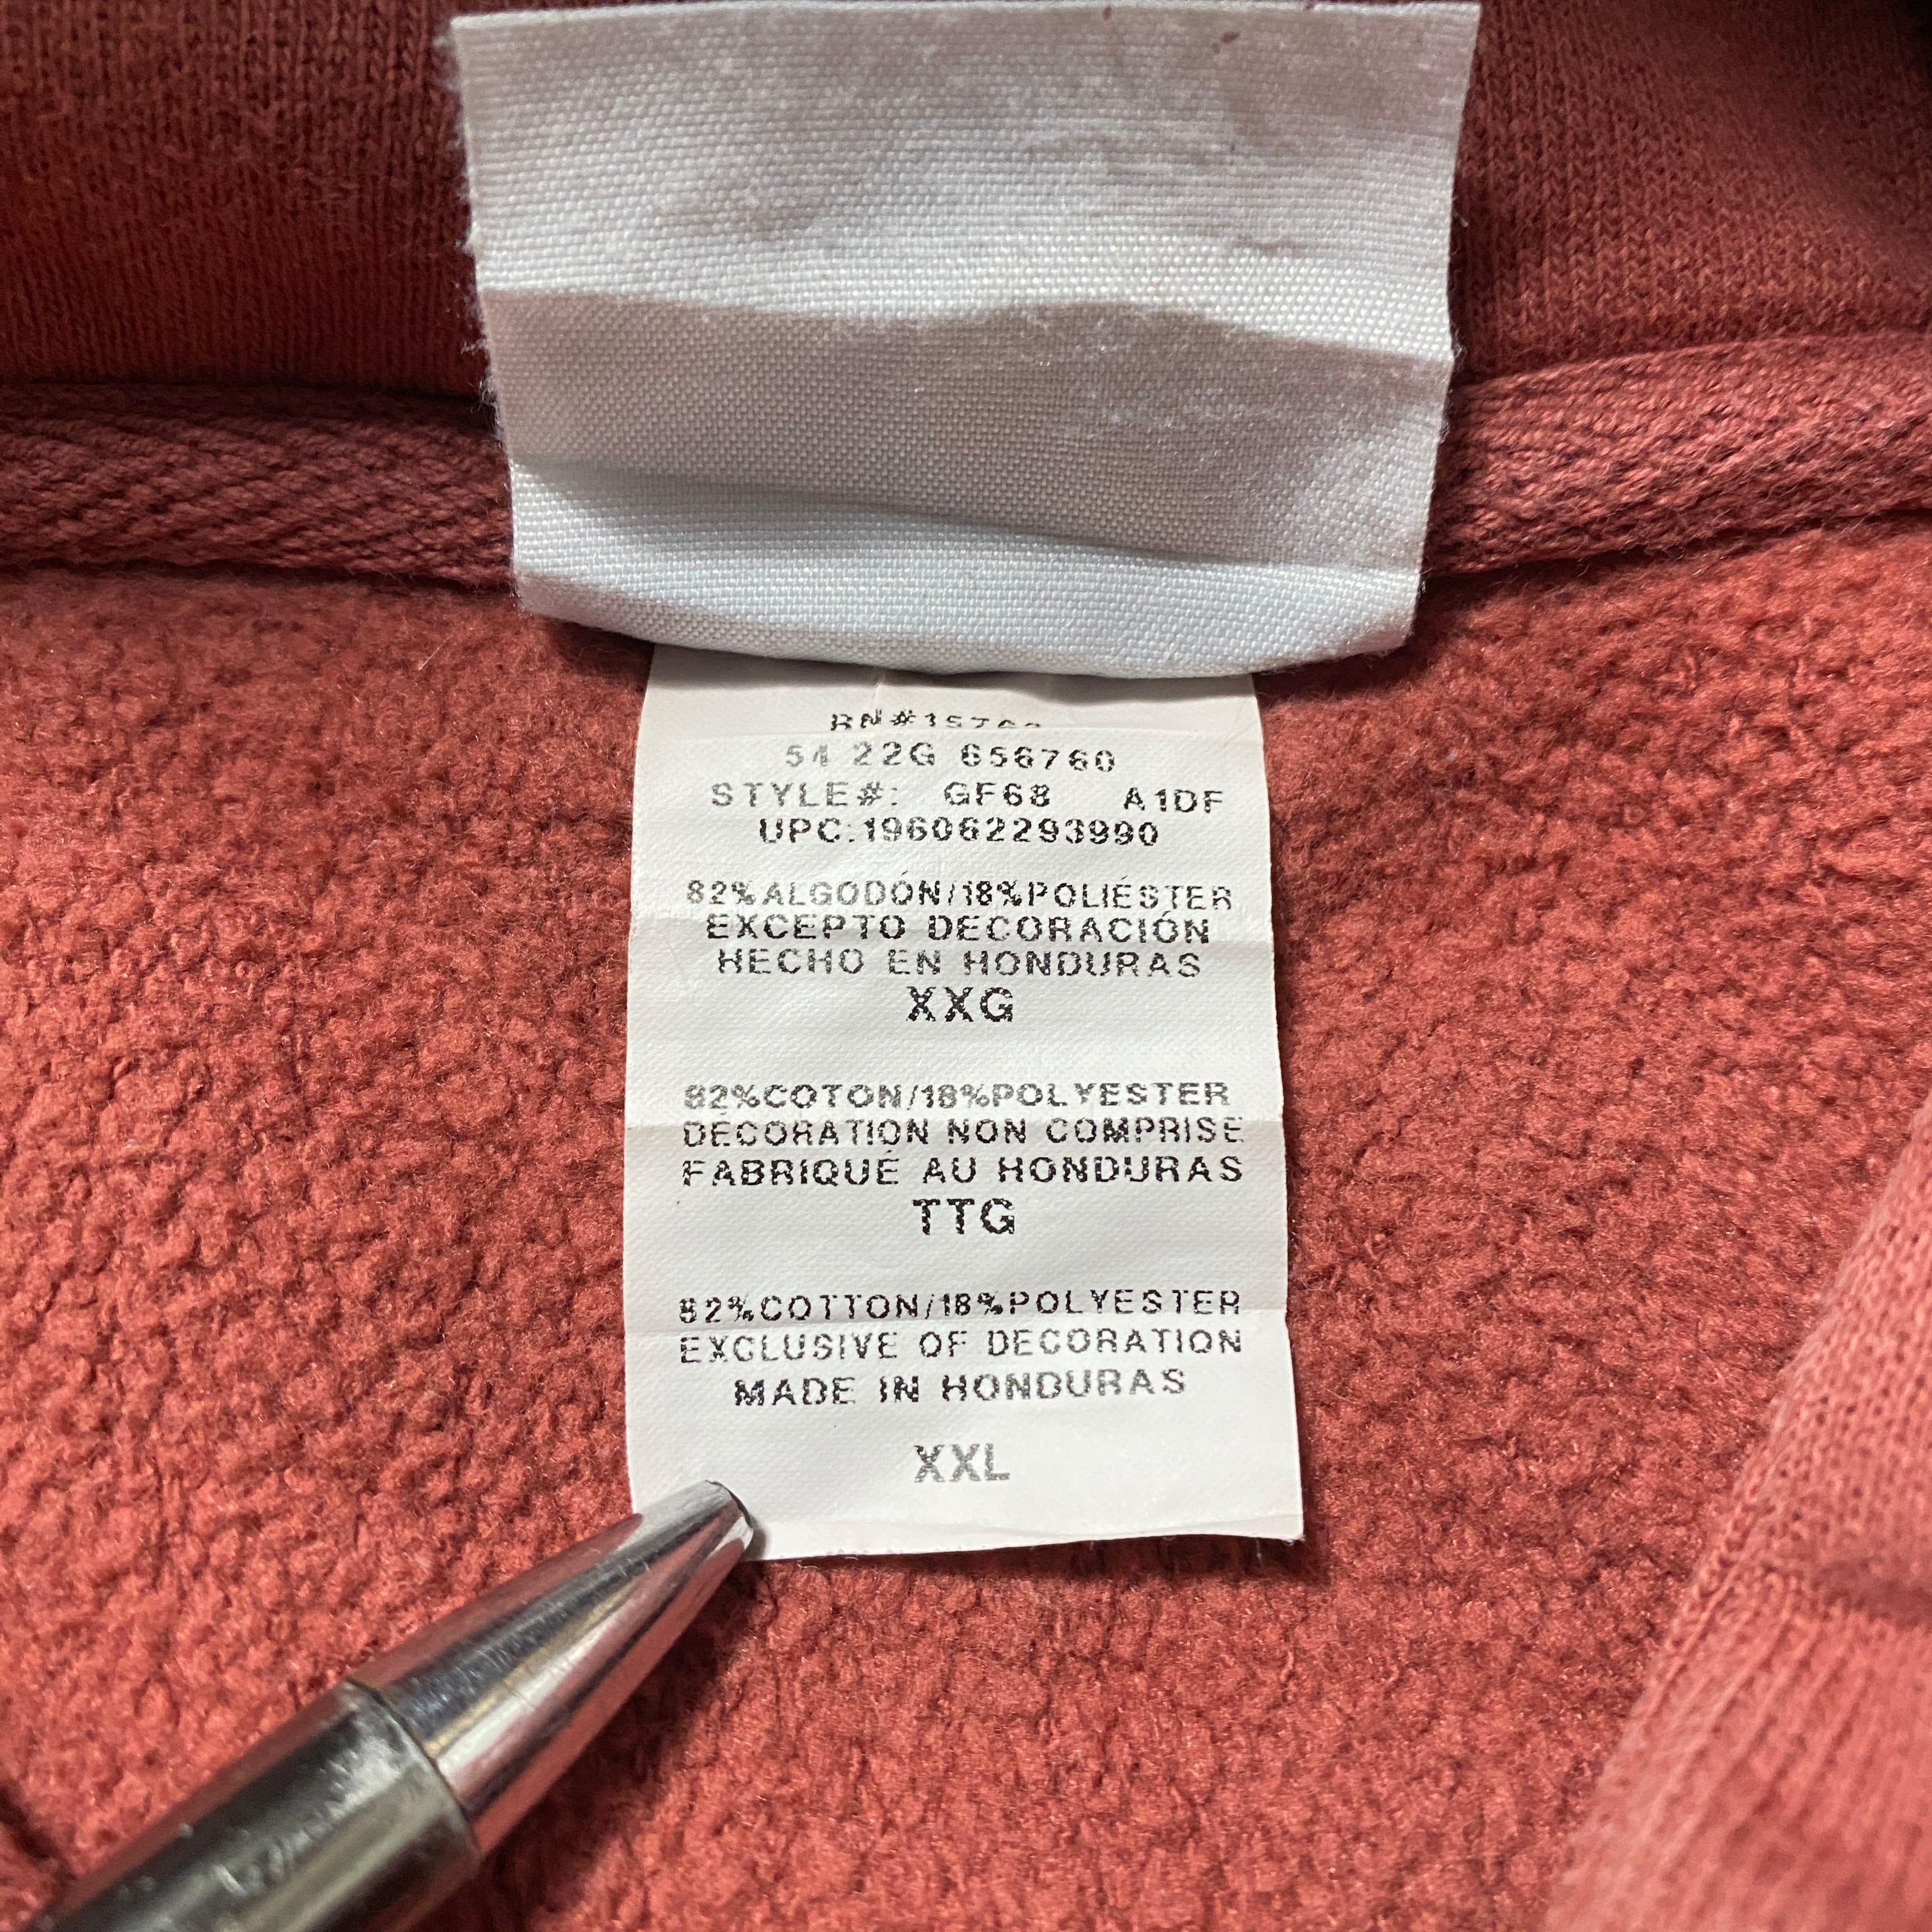 54 22G 656760
STYLE#: GF68 A1DF
UPC:196062293990
82%ALGODÓN/18%POLIÉSTER
EXCEPTO DECORACIÓN
HECHO EN HONDURAS
XXG
82%COTON/18%POLYESTER
DÉCORATION NON COMPRISE
FABRIQUÉ AU HONDURAS
TTG
82%COTTON/18%POLYESTER
EXCLUSIVE OF DECORATION
MADE IN HONDURAS
XXL